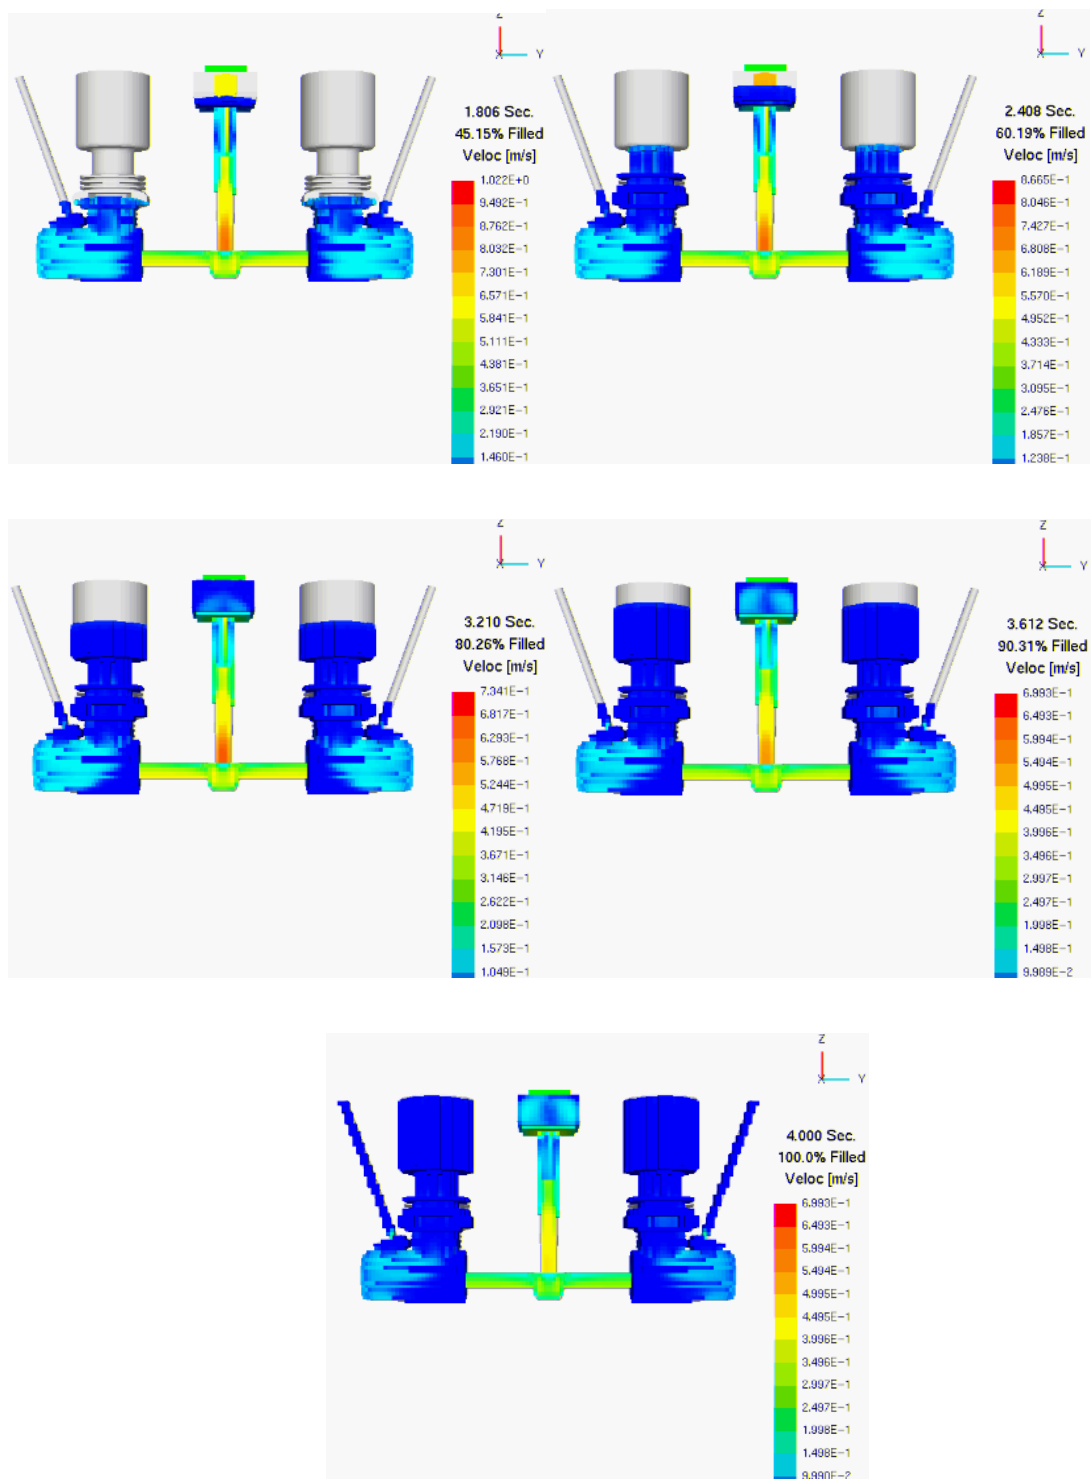 Z
Y
X
1.806 Sec.
45.15% Filled
Veloc [m/s]
1.022E+0
9.492E-1
8.762E-1
8.032E-1
7.301E-1
6.571E-1
5.841E-1
5.111E-1
4.381E-1
3.651E-1
2.921E-1
2.190E-1
1.460E-1
Z
Y
X
2.408 Sec.
60.19% Filled
Veloc [m/s]
8.665E-1
8.046E-1
7.427E-1
6.808E-1
6.189E-1
5.570E-1
4.952E-1
4.333E-1
3.714E-1
3.095E-1
2.476E-1
1.857E-1
1.238E-1
Z
Y
X
3.210 Sec.
80.26% Filled
Veloc [m/s]
7.341E-1
6.817E-1
6.293E-1
5.768E-1
5.244E-1
4.719E-1
4.195E-1
3.671E-1
3.146E-1
2.622E-1
2.098E-1
1.573E-1
1.049E-1
Z
Y
X
3.612 Sec.
90.31% Filled
Veloc [m/s]
6.993E-1
6.493E-1
5.994E-1
5.494E-1
4.995E-1
4.495E-1
3.996E-1
3.496E-1
2.997E-1
2.497E-1
1.998E-1
1.498E-1
9.989E-2
Z
Y
X
4.000 Sec.
100.0% Filled
Veloc [m/s]
6.993E-1
6.493E-1
5.994E-1
5.494E-1
4.995E-1
4.495E-1
3.996E-1
3.496E-1
2.997E-1
2.497E-1
1.998E-1
1.498E-1
9.990E-2